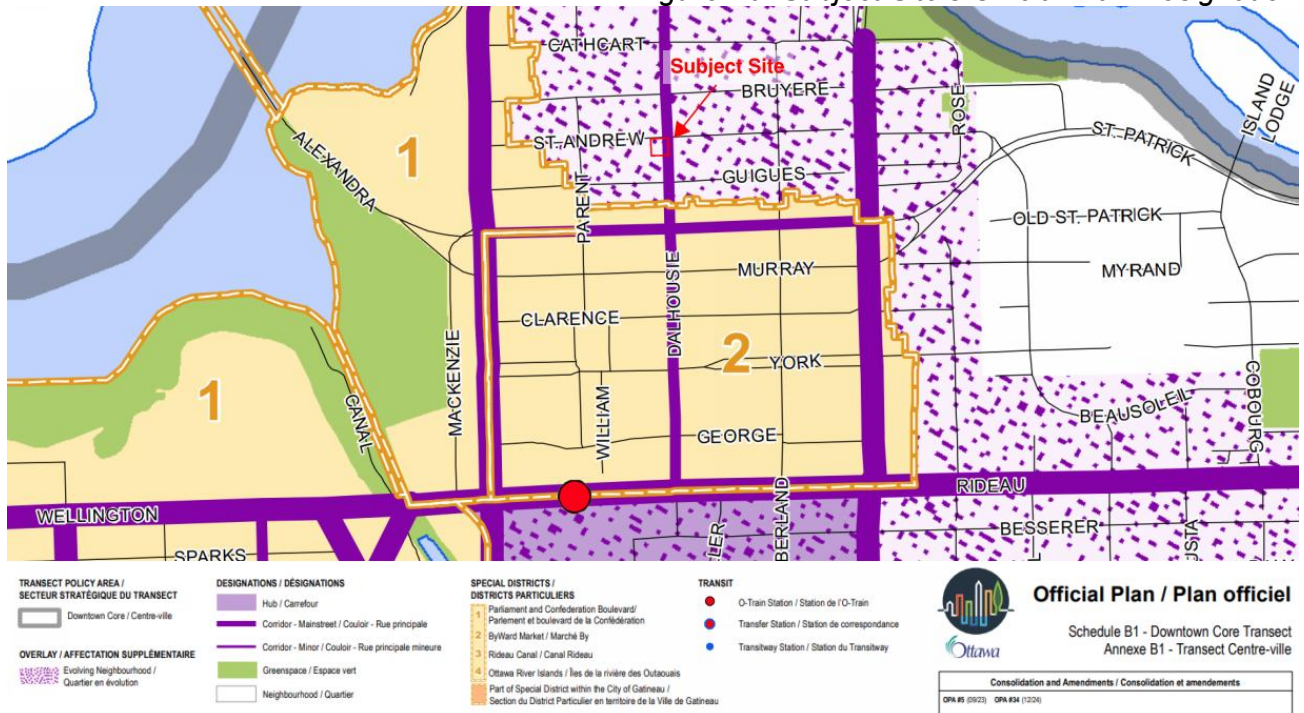 CATHCART
Subject Site
BRUYERE
ROSE
ISLAND
LODGE
ST. PATRICK
ALEXANDRA
1
ST. ANDREW
GUIGUES
PARENT
OLD ST. PATRICK
MURRAY
MYRAND
DALHOUSIE
CLARENCE
2
YORK
MACKENZIE
1
CANAL
WILLIAM
GEORGE
BEAUSOLEIL
COBOURG
RIDEAU
WELLINGTON
BESSERER
SPARKS
TRANSECT POLICY AREA /
SECTEUR STRATÉGIQUE DU TRANSECT
Downtown Core / Centre-ville
OVERLAY / AFFECTATION SUPPLÉMENTAIRE
Evolving Neighbourhood /
Quartier en évolution
DESIGNATIONS / DÉSIGNATIONS
Hub / Carrefour
Corridor - Mainstreet / Couloir - Rue principale
Corridor - Minor / Couloir - Rue principale mineure
Greenspace / Espace vert
Neighbourhood / Quartier
SPECIAL DISTRICTS /
DISTRICTS PARTICULIERS
1 Parliament and Confederation Boulevard/
Parlement et boulevard de la Confédération
2 ByWard Market / Marché By
3 Rideau Canal / Canal Rideau
4 Ottawa River Islands / Îles de la rivière des Outaouais
Part of Special District within the City of Gatineau /
Section du District Particulier en territoire de la Ville de Gatineau
TRANSIT
O-Train Station / Station de l'O-Train
Transfer Station / Station de correspondance
Transitway Station / Station du Transitway
Ottawa
Official Plan / Plan officiel
Schedule B1 - Downtown Core Transect
Annexe B1 - Transect Centre-ville
Consolidation and Amendments / Consolidation et amendements
OPA #5 (09/23) OPA #34 (12/24)